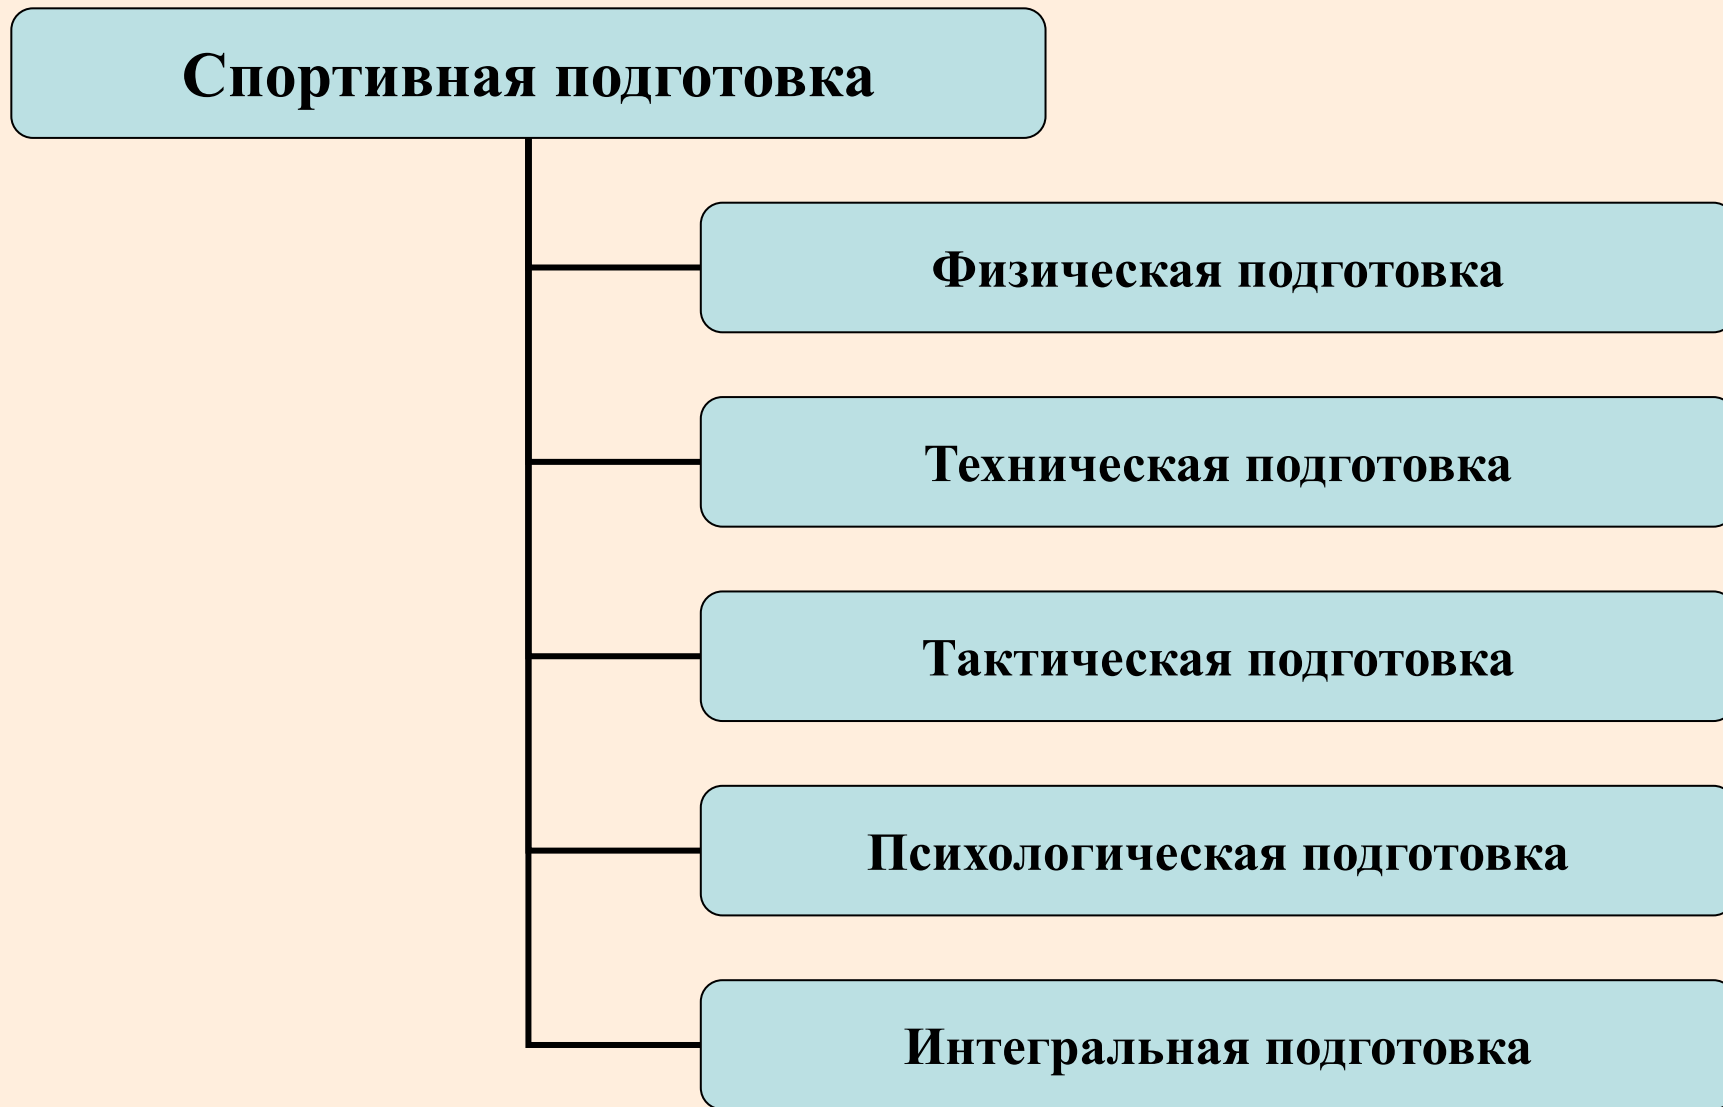 Спортивная подготовка
Физическая подготовка
Техническая подготовка
Тактическая подготовка
Психологическая подготовка
Интегральная подготовка